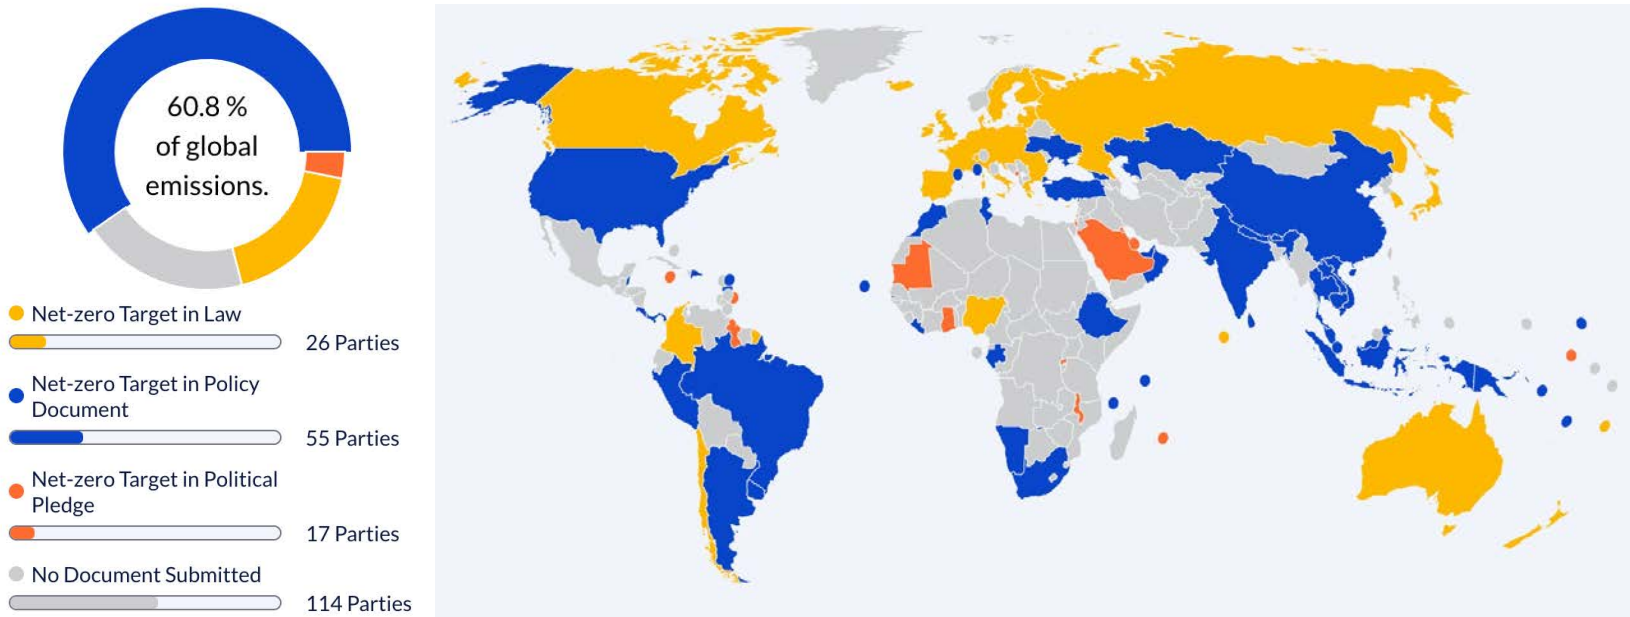 60.8 %
of global
emissions.
Net-zero Target in Law
26 Parties
Net-zero Target in Policy
Document
55 Parties
Net-zero Target in Political
Pledge
17 Parties
No Document Submitted
114 Parties